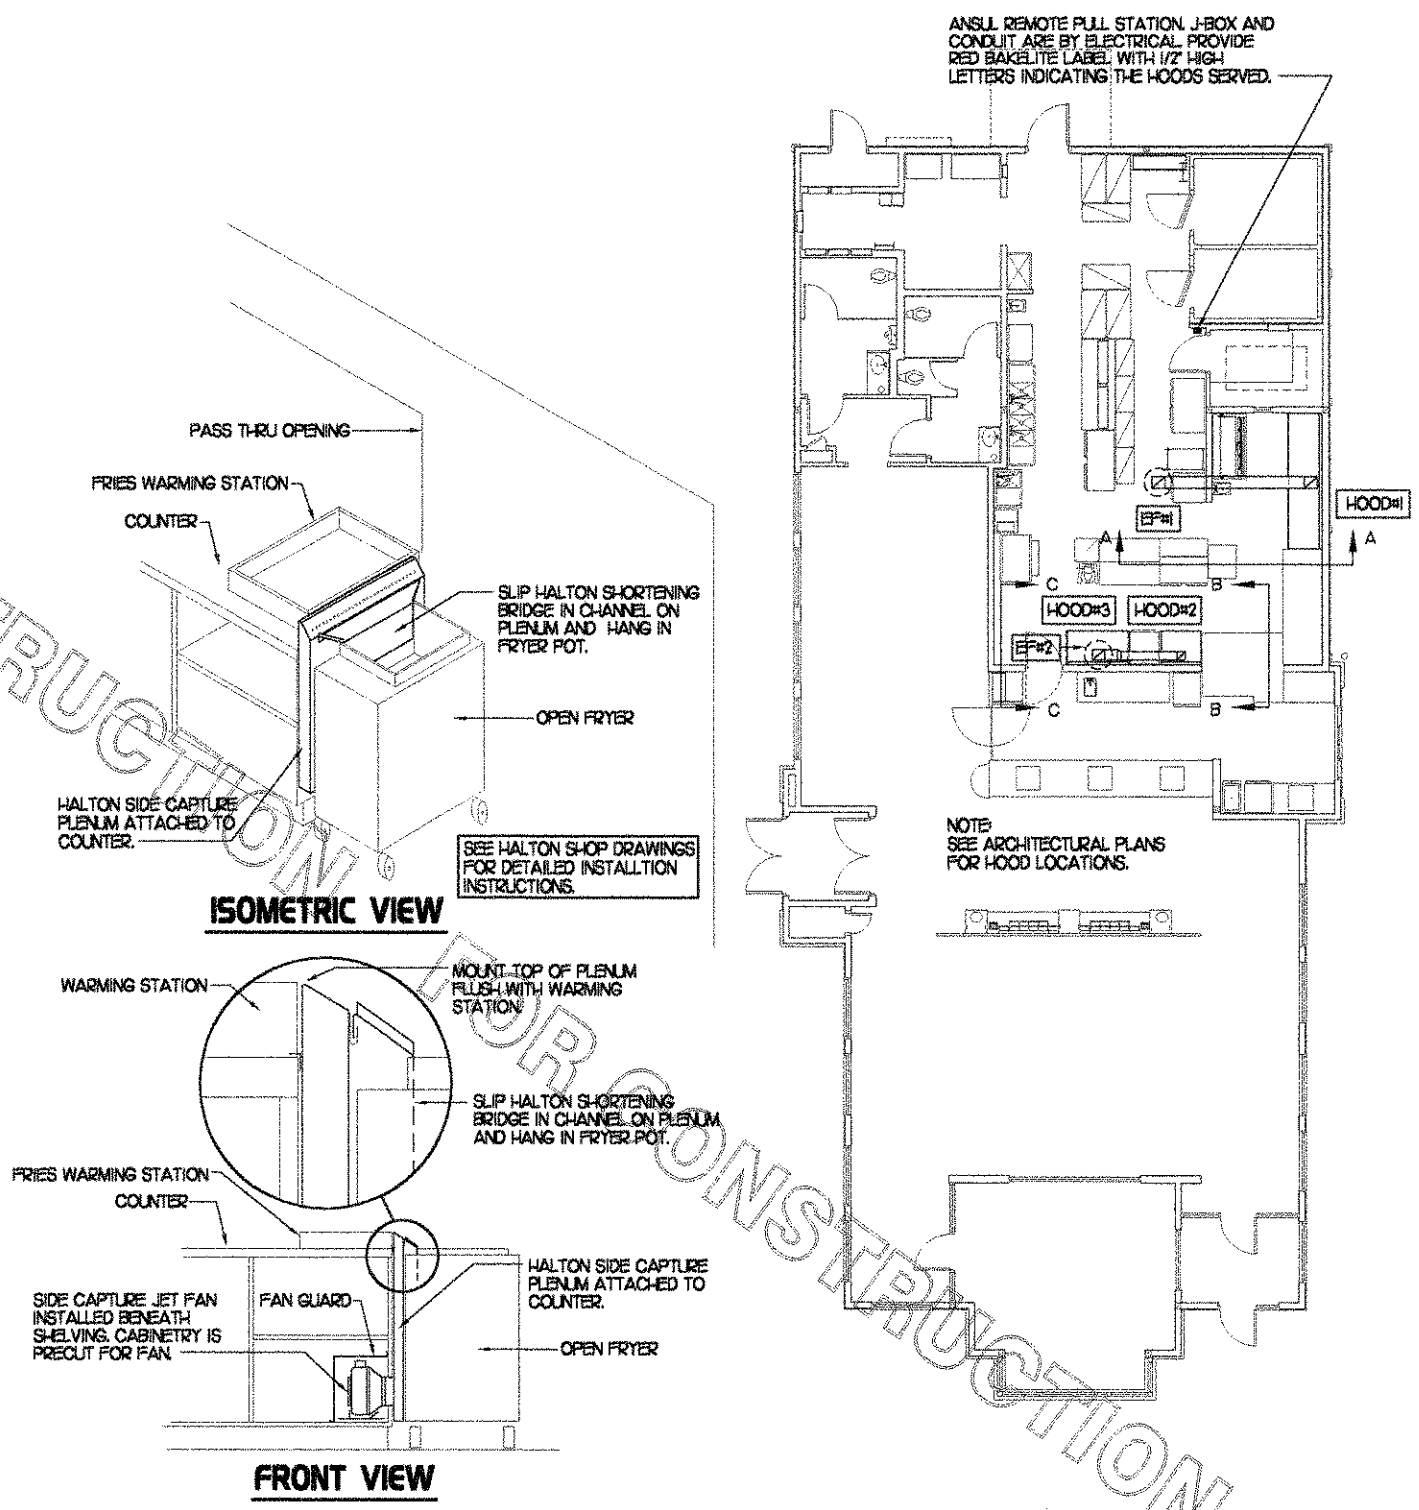 ANSUL REMOTE PULL STATION. J-BOX AND
CONDUIT ARE BY ELECTRICAL. PROVIDE
RED BAKELITE LABEL WITH 1/2" HIGH
LETTERS INDICATING THE HOODS SERVED.
PASS THRU OPENING
FRIES WARMING STATION
COUNTER
SLIP HALTON SHORTENING
BRIDGE IN CHANNEL ON
PLENUM AND HANG IN
FRYER POT.
OPEN FRYER
HALTON SIDE CAPTURE
PLENUM ATTACHED TO
COUNTER.
SEE HALTON SHOP DRAWINGS
FOR DETAILED INSTALLTION
INSTRUCTIONS.
ISOMETRIC VIEW
HOOD#1
EF#1
A
A
C
B
HOOD#3
HOOD#2
EF#2
C
B
NOTE:
SEE ARCHITECTURAL PLANS
FOR HOOD LOCATIONS.
WARMING STATION
MOUNT TOP OF PLENUM
FLUSH WITH WARMING
STATION.
SLIP HALTON SHORTENING
BRIDGE IN CHANNEL ON PLENUM
AND HANG IN FRYER POT.
FRIES WARMING STATION
COUNTER
HALTON SIDE CAPTURE
PLENUM ATTACHED TO
COUNTER.
SIDE CAPTURE JET FAN
INSTALLED BENEATH
SHELVING. CABINETRY IS
PRECUT FOR FAN.
FAN GUARD
OPEN FRYER
FRONT VIEW
TRUCTION
FOR CONSTRUCTION